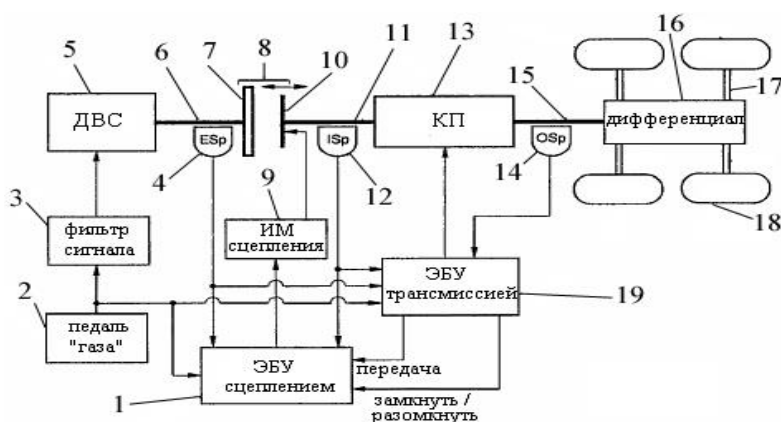 5
6
7
8
10
11
13
16
17
ДВС
КП
15
дифференциал
ESp
ISp
OSp
4
9
12
14
3
18
фильтр
сигнала
ИМ
сцепления
ЭБУ
трансмиссией
19
2
педаль
"газа"
ЭБУ
сцеплением
передача
1
замкнуть /
разомкнуть